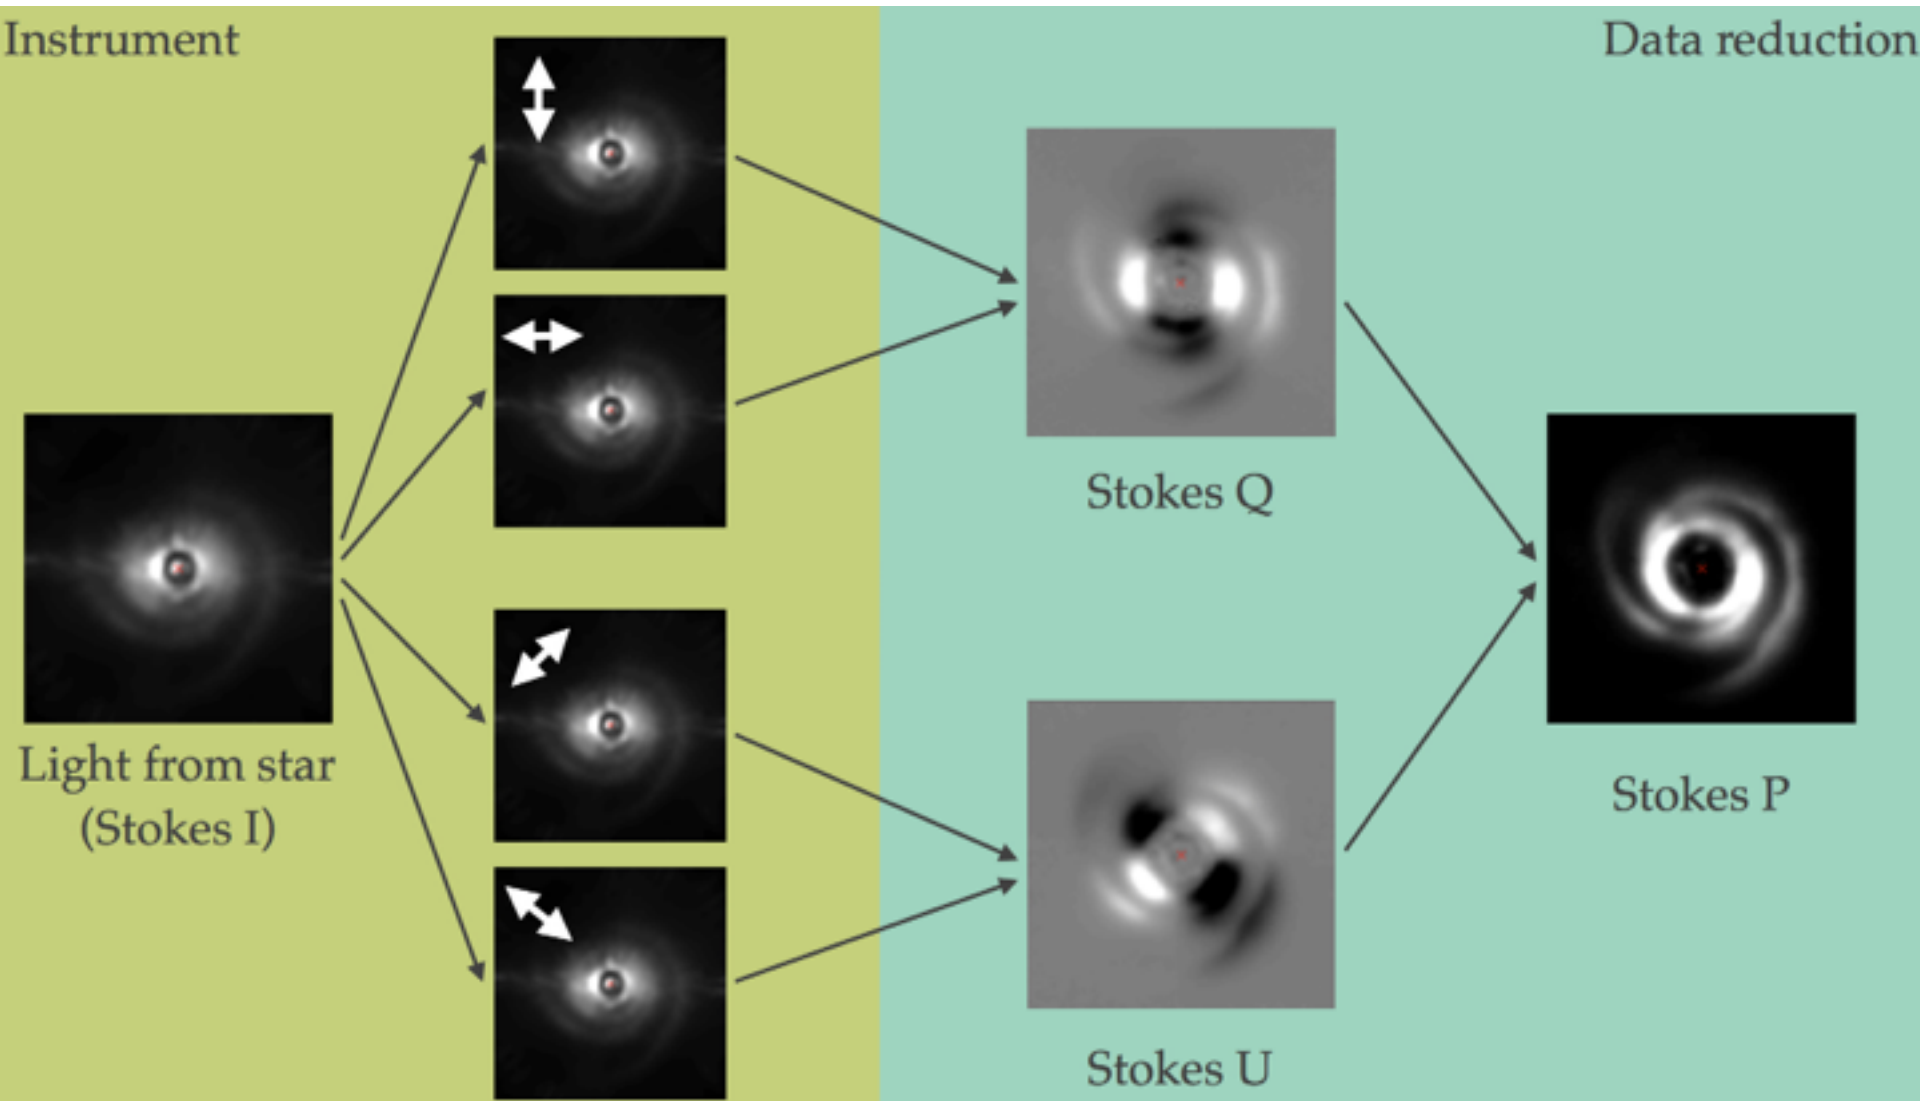 Instrument
Data reduction
Light from star
(Stokes I)
Stokes Q
Stokes U
Stokes P